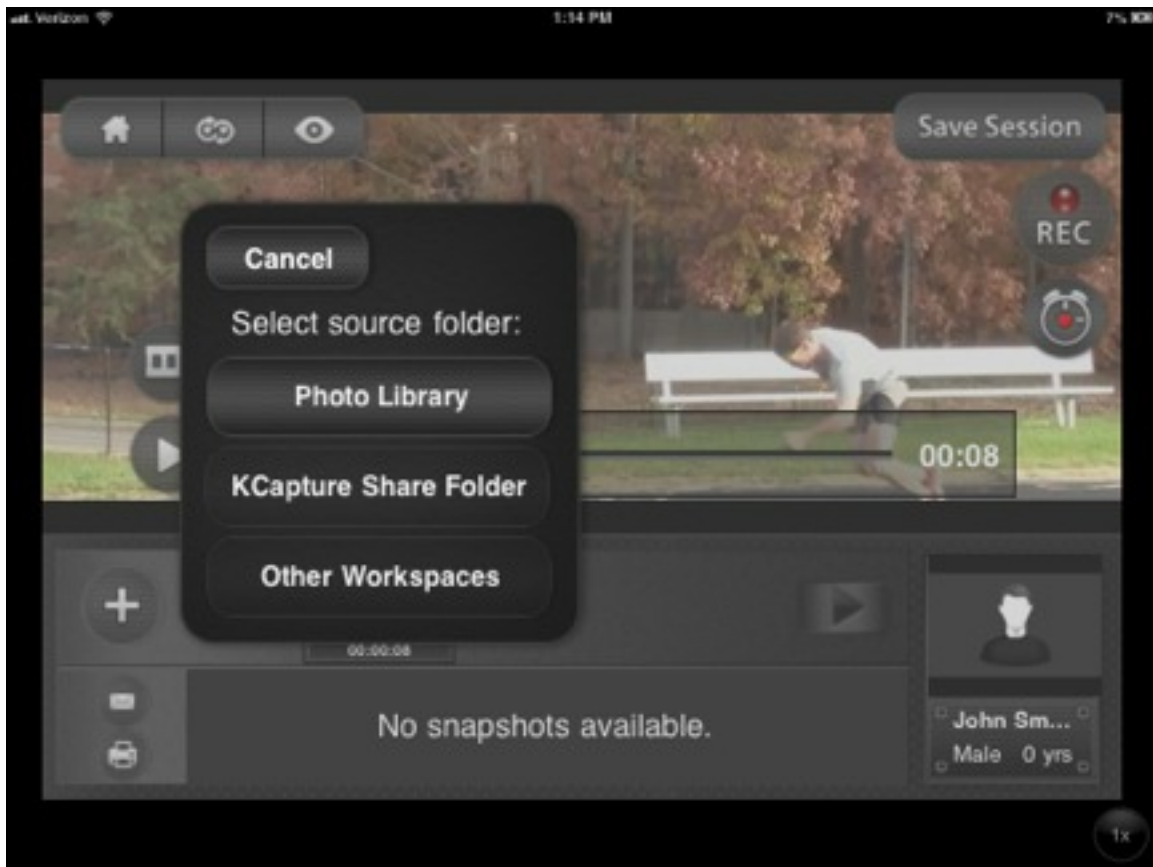 Verizon 1:14 PM 7%
Save Session
REC
Cancel
Select source folder:
Photo Library
00:08
KCapture Share Folder
Other Workspaces
00:00:08
No snapshots available.
John Sm...
Male 0 yrs
1x